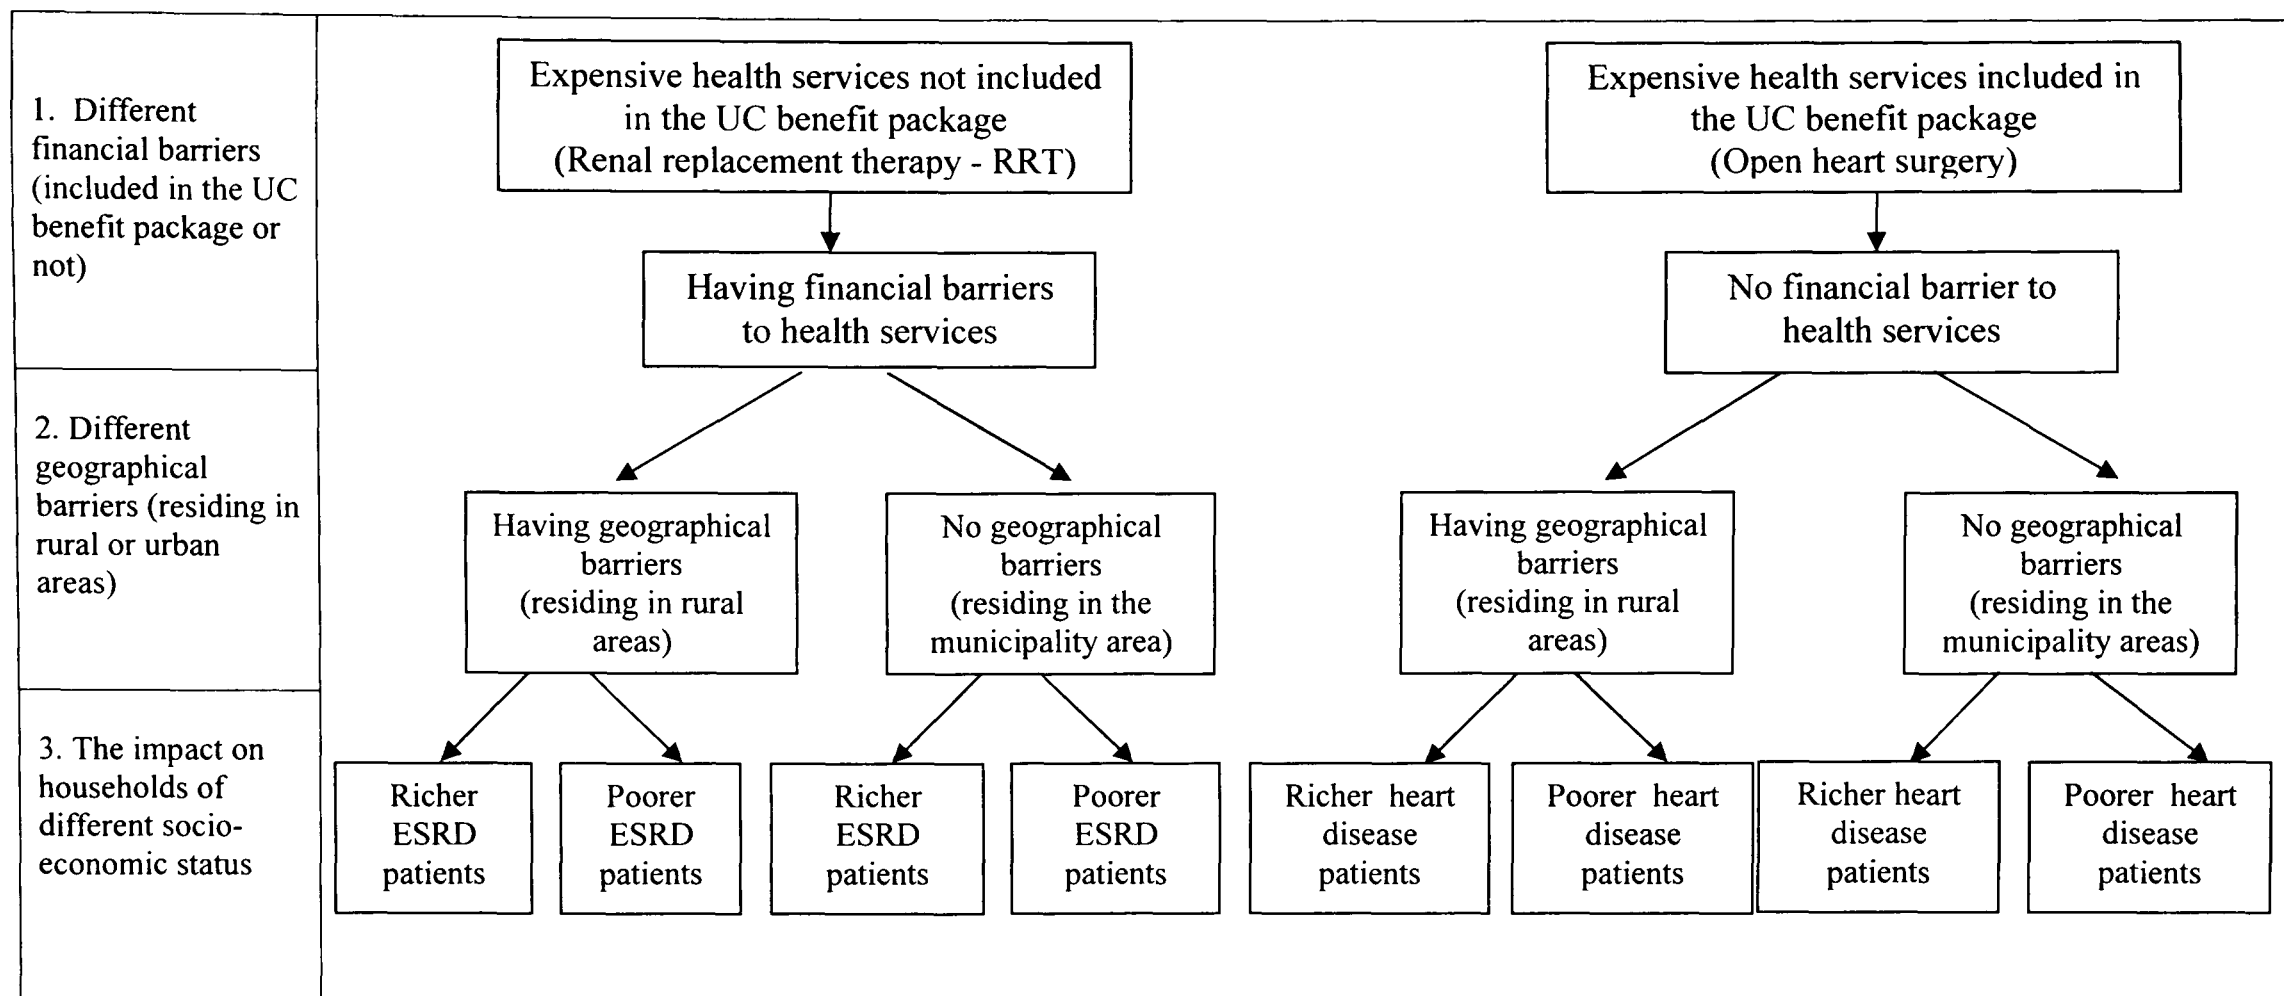 1. Different
financial barriers
(included in the UC
benefit package or
not)
Expensive health services not included
in the UC benefit package
(Renal replacement therapy - RRT)
Expensive health services included in
the UC benefit package
(Open heart surgery)
Having financial barriers
to health services
No financial barrier to
health services
2. Different
geographical
barriers (residing in
rural or urban
areas)
Having geographical
barriers
(residing in rural
areas)
No geographical
barriers
(residing in the
municipality area)
Having geographical
barriers
(residing in rural
areas)
No geographical
barriers
(residing in the
municipality areas)
3. The impact on
households of
different socio-
economic status
Richer
ESRD
patients
Poorer
ESRD
patients
Richer
ESRD
patients
Poorer
ESRD
patients
Richer heart
disease
patients
Poorer heart
disease
patients
Richer heart
disease
patients
Poorer heart
disease
patients